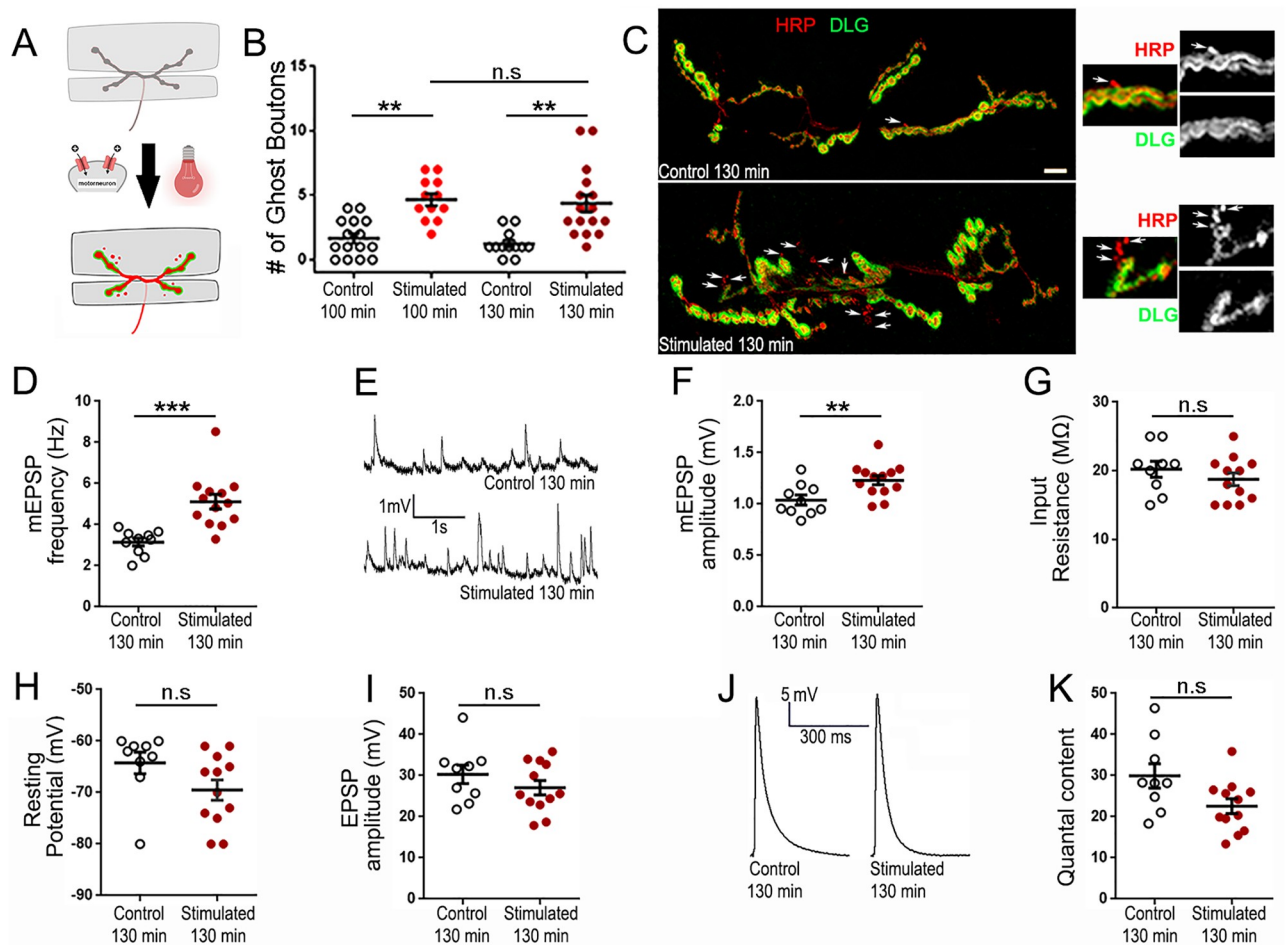 A
motorneuron
B
# of Ghost Boutons
15
10
5
0
**
n.s
**
Control
100 min
Stimulated
100 min
Control
130 min
Stimulated
130 min
C
HRP DLG
Control 130 min
Stimulated 130 min
HRP
DLG
HRP
DLG
D
mEPSP
frequency (Hz)
10
8
6
4
2
0
***
Control
130 min
Stimulated
130 min
E
Control 130 min
1mV
1s
Stimulated 130 min
F
mEPSP
amplitude (mV)
2.0
1.5
1.0
0.5
0.0
**
Control
130 min
Stimulated
130 min
G
Input
Resistance (MΩ)
30
20
10
0
n.s
Control
130 min
Stimulated
130 min
H
Resting
Potential (mV)
-50
-60
-70
-80
-90
n.s
Control
130 min
Stimulated
130 min
I
EPSP
amplitude (mV)
50
40
30
20
10
0
n.s
Control
130 min
Stimulated
130 min
J
5 mV
300 ms
Control
130 min
Stimulated
130 min
K
Quantal content
50
40
30
20
10
0
n.s
Control
130 min
Stimulated
130 min